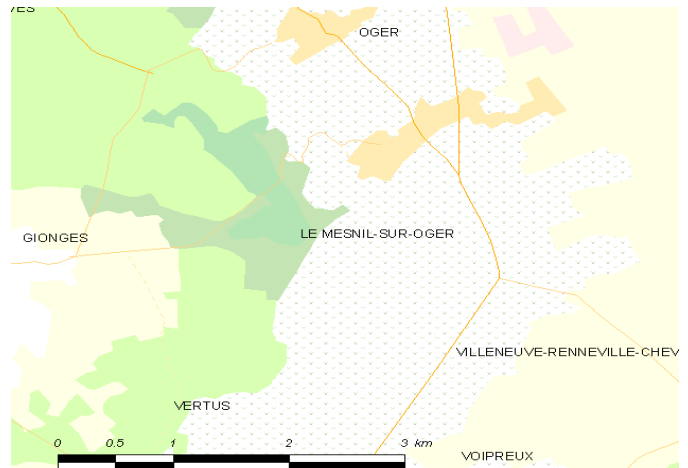 OGER
GIONGES
LE MESNIL-SUR-OGER
VILLENEUVE-RENNEVILLE-CHEV
VERTUS
0 0.5 1 2 3 km
VOIPREUX